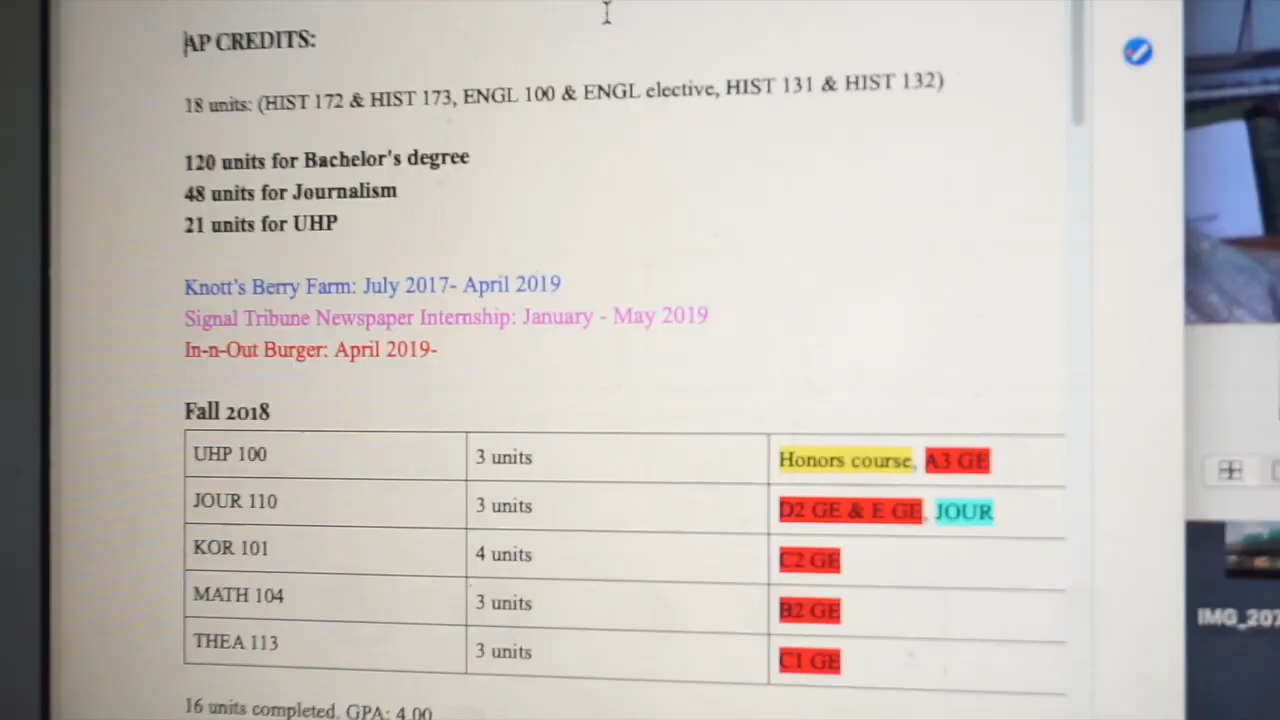 AP CREDITS:
18 units: (HIST 172 & HIST 173, ENGL 100 & ENGL elective, HIST 131 & HIST 132)
120 units for Bachelor's degree
48 units for Journalism
21 units for UHP
Knott's Berry Farm: July 2017- April 2019
Signal Tribune Newspaper Internship: January - May 2019
In-n-Out Burger: April 2019-
Fall 2018
UHP 100 3 units Honors course, A3 GE
JOUR 110 3 units D2 GE & E GE, JOUR
KOR 101 4 units C2 GE
MATH 104 3 units B2 GE
THEA 113 3 units C1 GE
16 units completed. GPA: 4.00
IMG_207